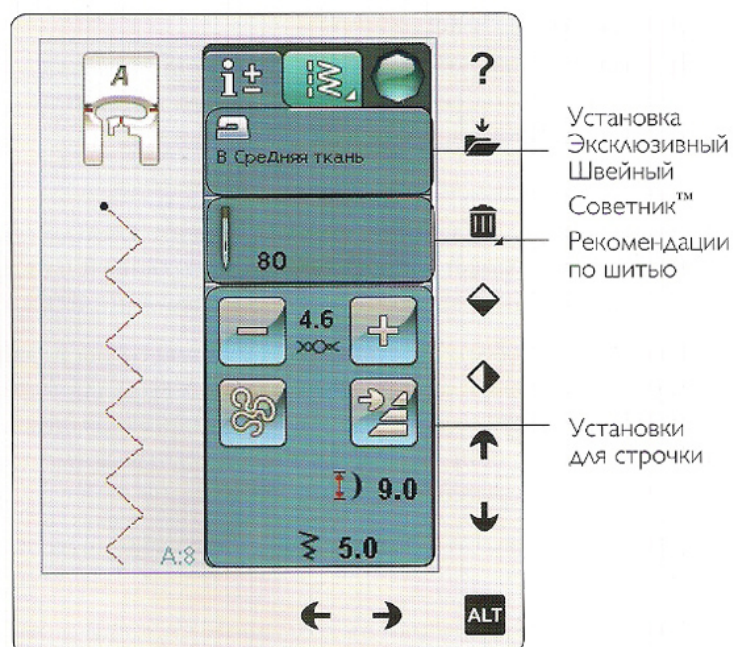 A
?
В Средняя ткань
80
4.6
9.0
5.0
A:8
ALT
Установка
Эксклюзивный
Швейный
Советник™
Рекомендации
по шитью
Установки
для строчки